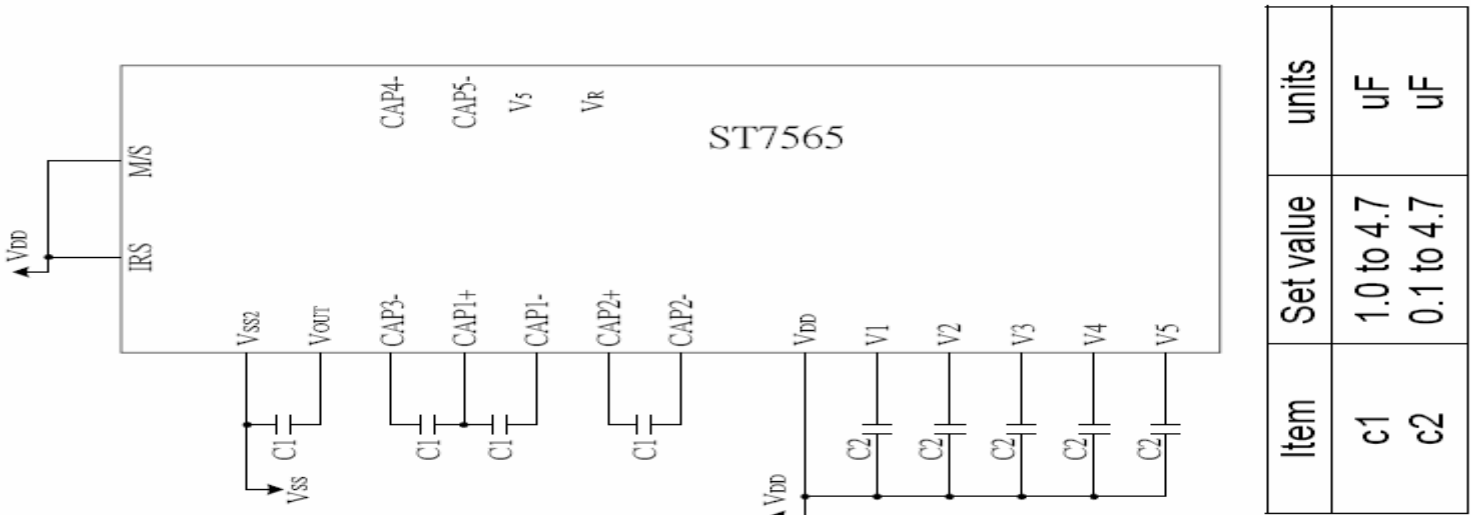 CAP4-
CAP5-
V5
VR
ST7565
M/S
IRS
VDD
VSS2
VOUT
CAP3-
CAP1+
CAP1-
CAP2+
CAP2-
VDD
V1
V2
V3
V4
V5
C1
C1
C1
C1
C2
C2
C2
C2
C2
VSS
VDD
Item Set value units
c1 1.0 to 4.7 uF
c2 0.1 to 4.7 uF